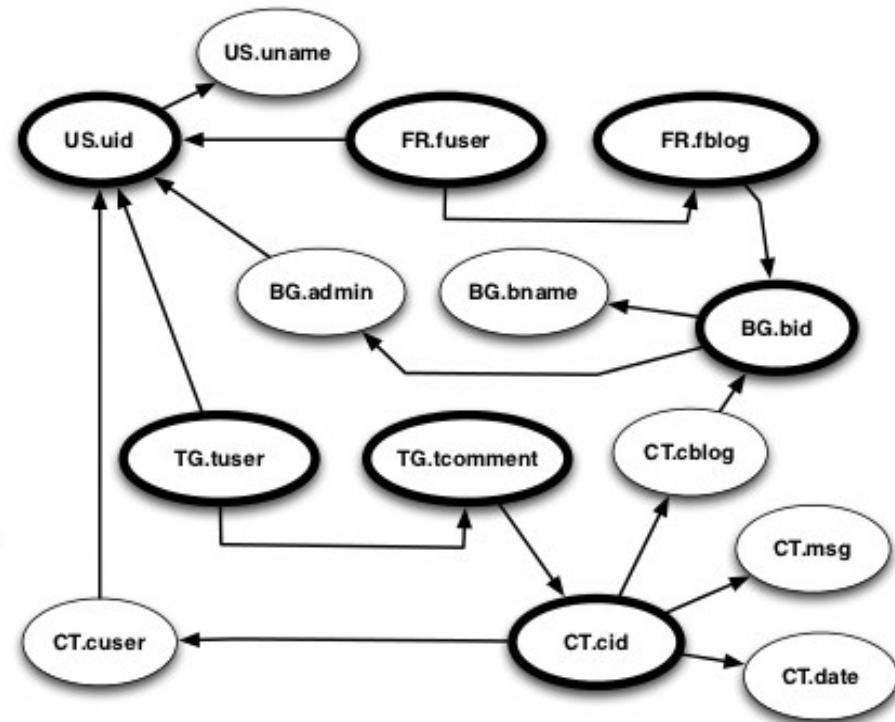 US.uname
US.uid
FR.fuser
FR.fblog
BG.admin
BG.bname
BG.bid
TG.tuser
TG.tcomment
CT.cblog
CT.msg
CT.cuser
CT.cid
CT.date